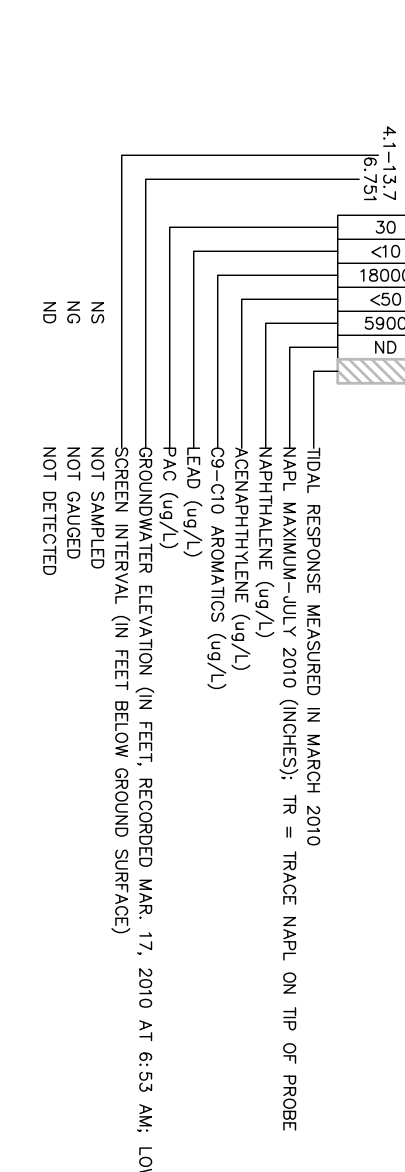 4.1-13.7
6.751
30
<10
18000
<50
5900
ND
TIDAL RESPONSE MEASURED IN MARCH 2010
NAPL MAXIMUM-JULY 2010 (INCHES); TR = TRACE NAPL ON TIP OF PROBE
NAPHTHALENE (ug/L)
ACENAPHTHYLENE (ug/L)
C9-C10 AROMATICS (ug/L)
LEAD (ug/L)
PAC (ug/L)
GROUNDWATER ELEVATION (IN FEET, RECORDED MAR. 17, 2010 AT 6:53 AM;
SCREEN INTERVAL (IN FEET BELOW GROUND SURFACE)
NS NOT SAMPLED
NG NOT GAUGED
ND NOT DETECTED